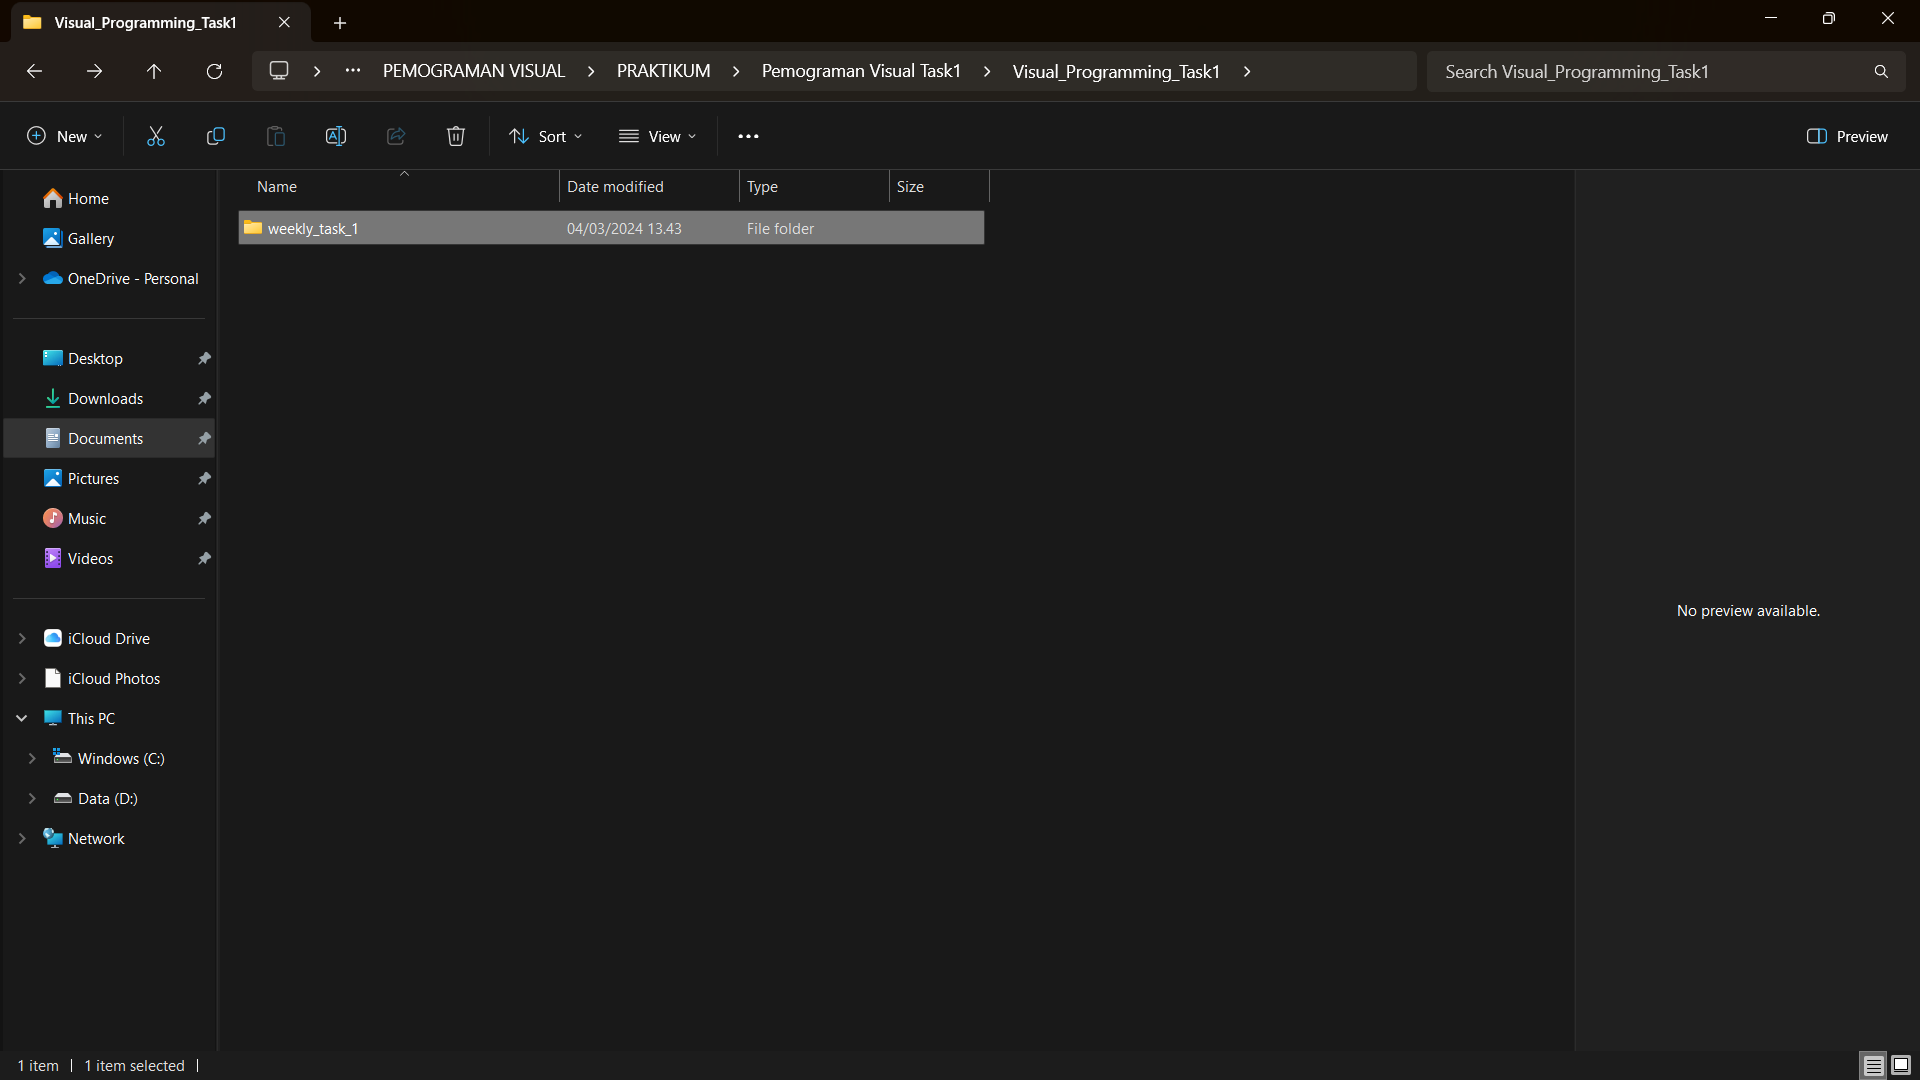 Visual_Programming_Task1
PEMOGRAMAN VISUAL PRAKTIKUM Pemograman Visual Task1 Visual_Programming_Task1
Search Visual_Programming_Task1
New Sort View ••• Preview
Name Date modified Type Size
weekly_task_1 04/03/2024 13.43 File folder
Home
Gallery
OneDrive - Personal
Desktop
Downloads
Documents
Pictures
Music
Videos
iCloud Drive
iCloud Photos
This PC
Windows (C:)
Data (D:)
Network
No preview available.
1 item 1 item selected